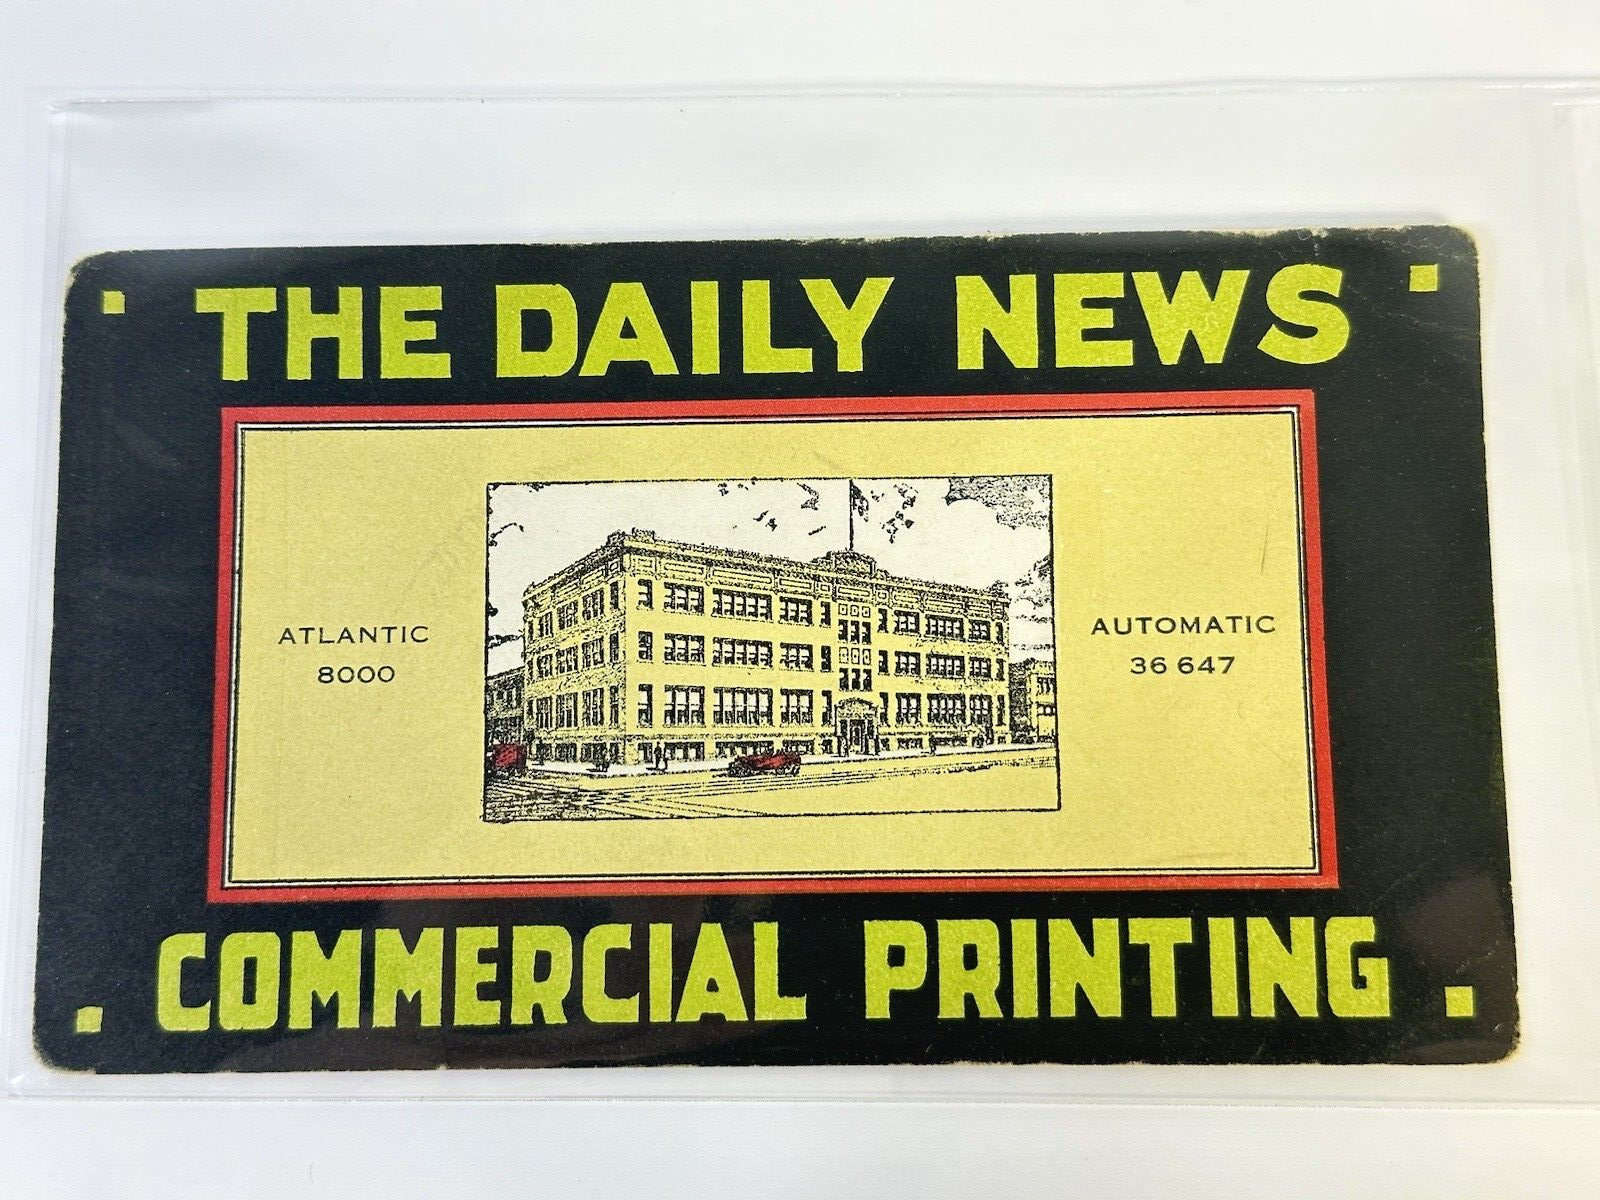 THE DAILY NEWS
ATLANTIC
8000
AUTOMATIC
36 647
COMMERCIAL PRINTING